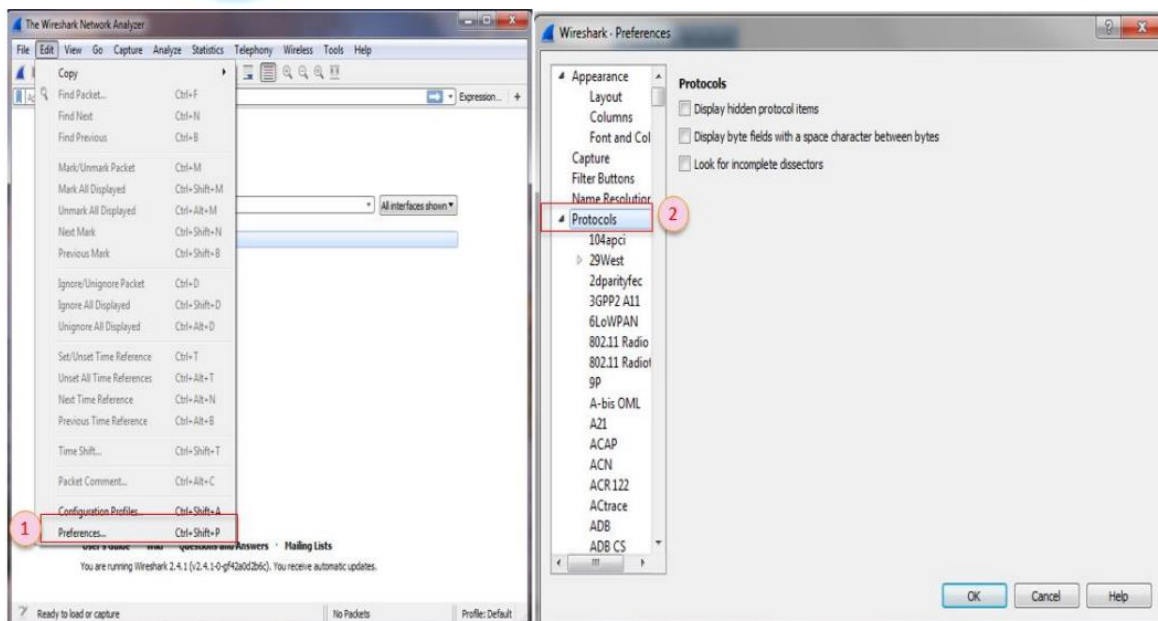 The Wireshark Network Analyzer
File Edit View Go Capture Analyze Statistics Telephony Wireless Tools Help
Expression... +
Copy
Find Packet... Ctrl+F
Find Next Ctrl+N
Find Previous Ctrl+B
Mark/Unmark Packet Ctrl+M
Mark All Displayed Ctrl+Shift+M
Unmark All Displayed Ctrl+Alt+M
Next Mark Ctrl+Shift+N
Previous Mark Ctrl+Shift+B
Ignore/Unignore Packet Ctrl+D
Ignore All Displayed Ctrl+Shift+D
Unignore All Displayed Ctrl+Alt+D
Set/Unset Time Reference Ctrl+T
Unset All Time References Ctrl+Alt+T
Next Time Reference Ctrl+Alt+N
Previous Time Reference Ctrl+Alt+B
Time Shift... Ctrl+Shift+T
Packet Comment... Ctrl+Alt+C
Configuration Profiles... Ctrl+Shift+A
1 Preferences... Ctrl+Shift+P
All interfaces shown
User's Guide · Wiki · Questions and Answers · Mailing Lists
You are running Wireshark 2.4.1 (v2.4.1-0-gf42a0d2b6c). You receive automatic updates.
Ready to load or capture No Packets Profile: Default
Wireshark · Preferences
Appearance
Layout
Columns
Font and Col
Capture
Filter Buttons
Name Resolution
Protocols 2
104apci
29West
2dparityfec
3GPP2 A11
6LoWPAN
802.11 Radio
802.11 Radiot
9P
A-bis OML
A21
ACAP
ACN
ACR 122
ACtrace
ADB
ADB CS
Protocols
Display hidden protocol items
Display byte fields with a space character between bytes
Look for incomplete dissectors
OK Cancel Help